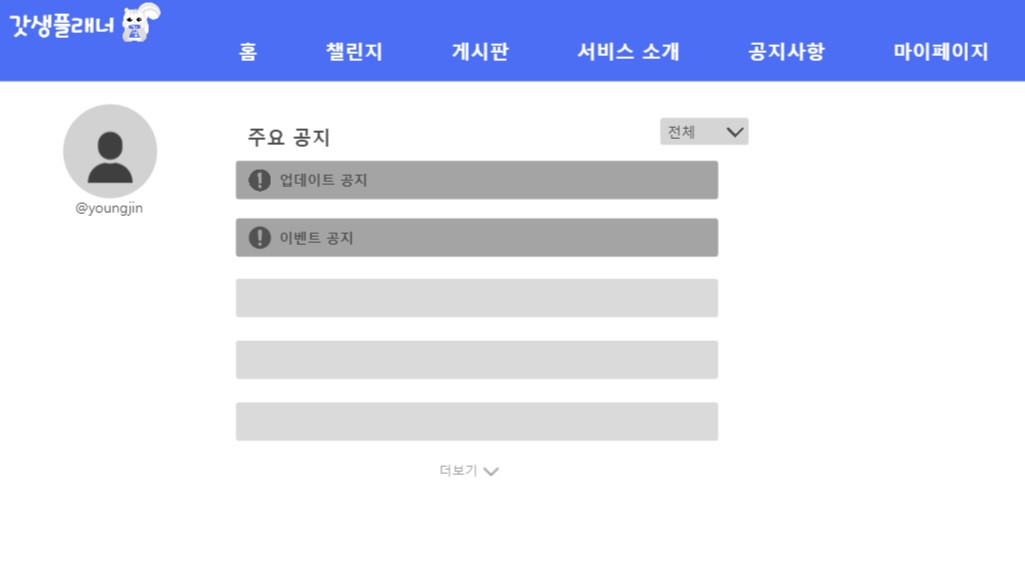 갓생플래너
홈 챌린지 게시판 서비스 소개 공지사항 마이페이지
@youngjin
주요 공지 전체
업데이트 공지
이벤트 공지
더보기